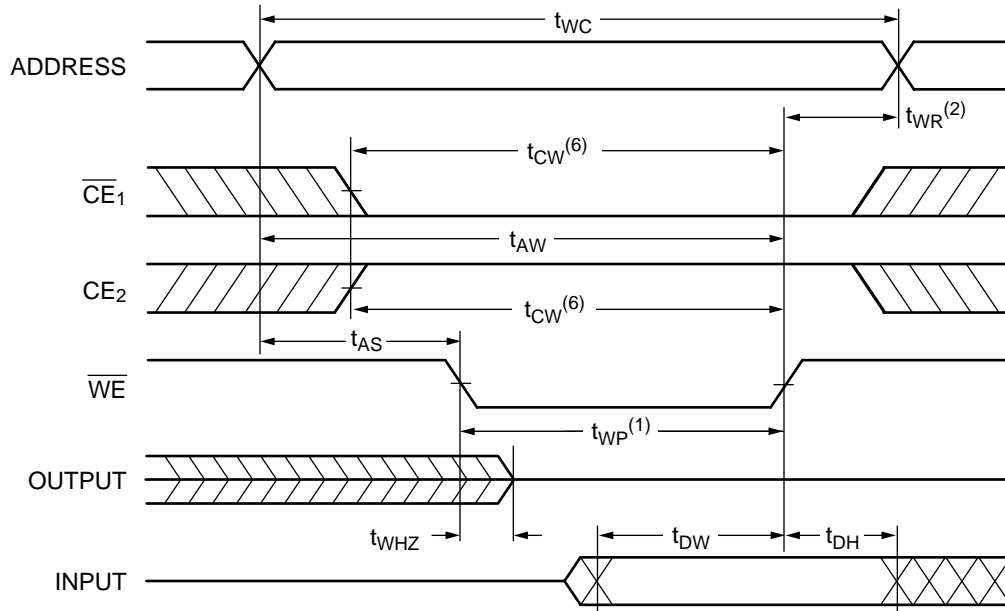 tWC
ADDRESS
tWR(2)
tCW(6)
CE1
tAW
CE2
tCW(6)
tAS
WE
tWP(1)
OUTPUT
tWHZ
tDW
tDH
INPUT